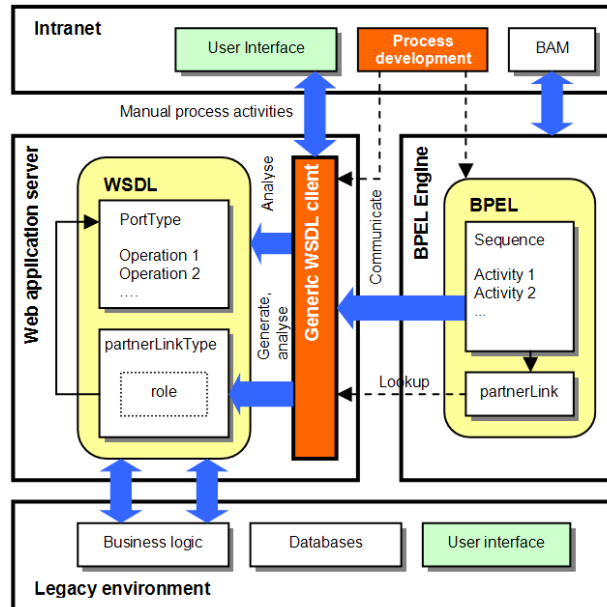 Intranet
User Interface
Process
development
BAM
Manual process activities
Web application server
WSDL
PortType
Operation 1
Operation 2
....
partnerLinkType
role
Analyse
Generate,
analyse
Generic WSDL client
Communicate
Lookup
BPEL Engine
BPEL
Sequence
Activity 1
Activity 2
...
partnerLink
Business logic
Databases
User interface
Legacy environment